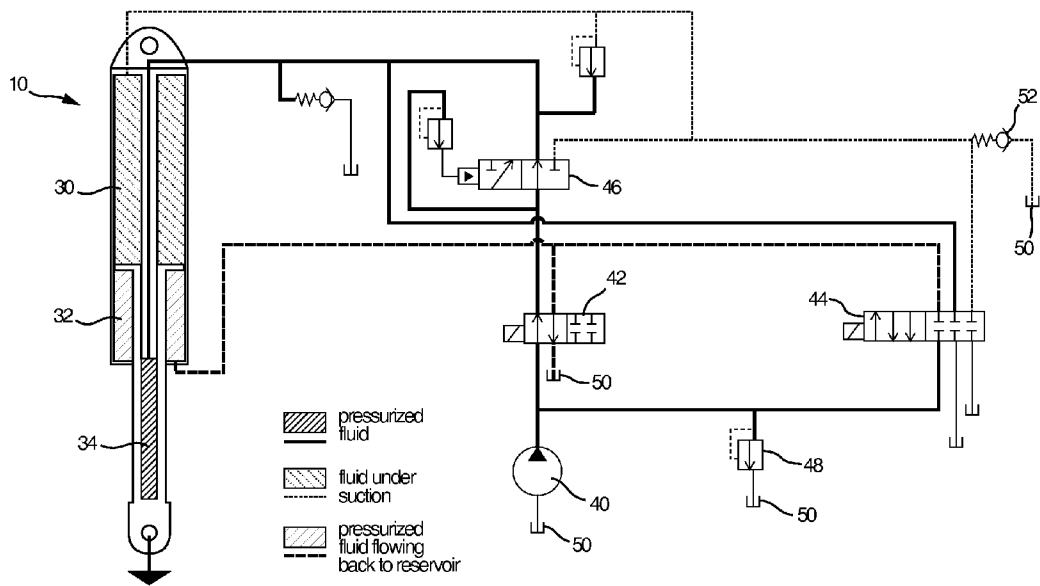 10
30
32
34
46
52
50
42
44
50
48
40
50
50
pressurized
fluid
fluid under
suction
pressurized
fluid flowing
back to reservoir